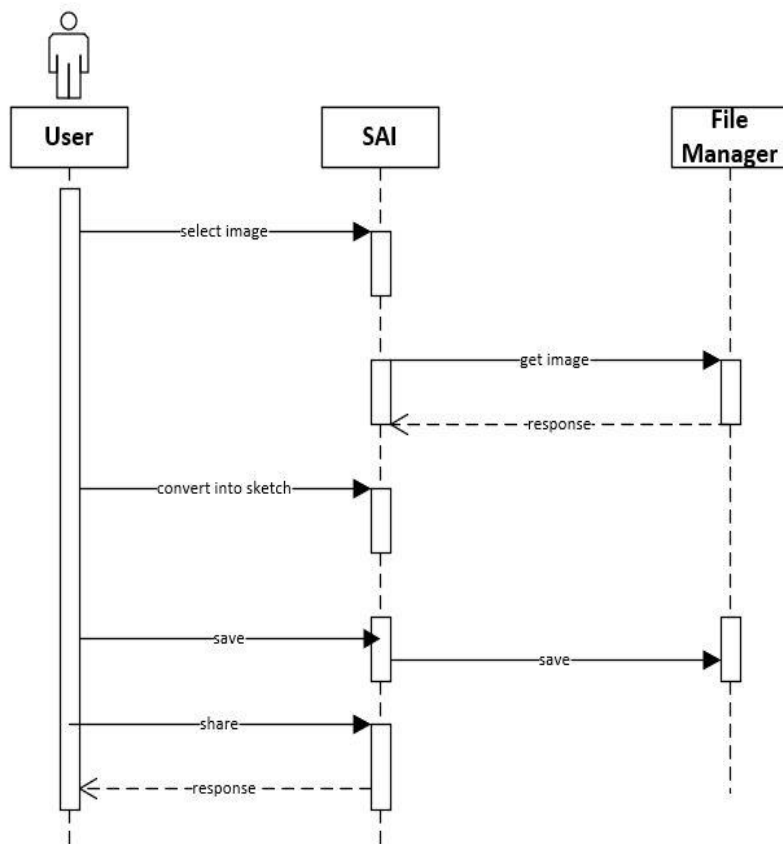 User
SAI
File
Manager
select image
get image
response
convert into sketch
save
save
share
response